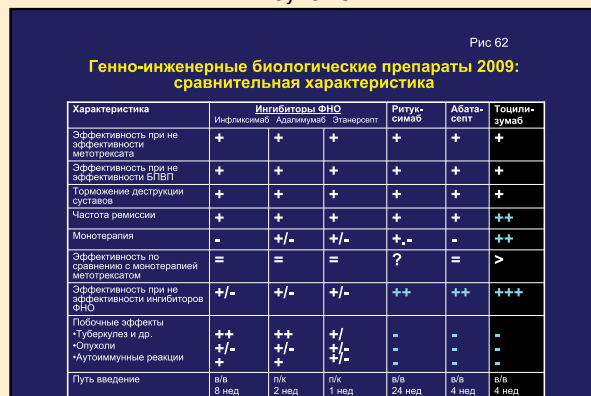 Рис 62
Генно-инженерные биологические препараты 2009:
сравнительная характеристика
Характеристика Ингибиторы ФНО Ритук- Абата- Тоцили-
Инфликсимаб Адалимумаб Этанерсепт симаб септ зумаб
Эффективность при не
эффективности
метотрексата + + + + + +
Эффективность при не
эффективности БПВП + + + + + +
Торможение деструкции
суставов + + + + + +
Частота ремиссии + + + + + ++
Монотерапия - +/- +/- +.- - ++
Эффективность по
сравнению с монотерапией
метотрексатом = = = ? = >
Эффективность при не
эффективности ингибиторов
ФНО +/- +/- +/- ++ ++ +++
Побочные эффекты
•Туберкулез и др. ++ ++ +/ - - -
•Опухоли +/- +/- +/- - - -
•Аутоиммунные реакции + + +/- - - -
Путь введение в/в п/к п/к в/в в/в в/в
8 нед 2 нед 1 нед 24 нед 4 нед 4 нед